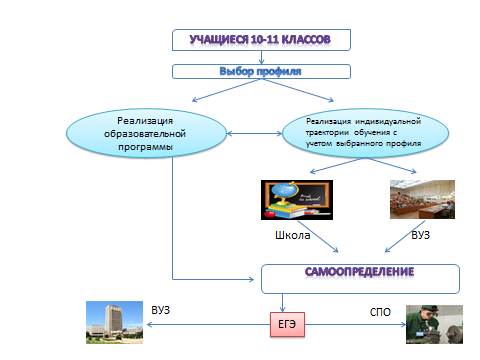 УЧАЩИЕСЯ 10-11 КЛАССОВ
Выбор профиля
Реализация
образовательной
программы
Реализация индивидуальной
траектории обучения с
учетом выбранного профиля
Школа
ВУЗ
САМООПРЕДЕЛЕНИЕ
ВУЗ
ЕГЭ
СПО